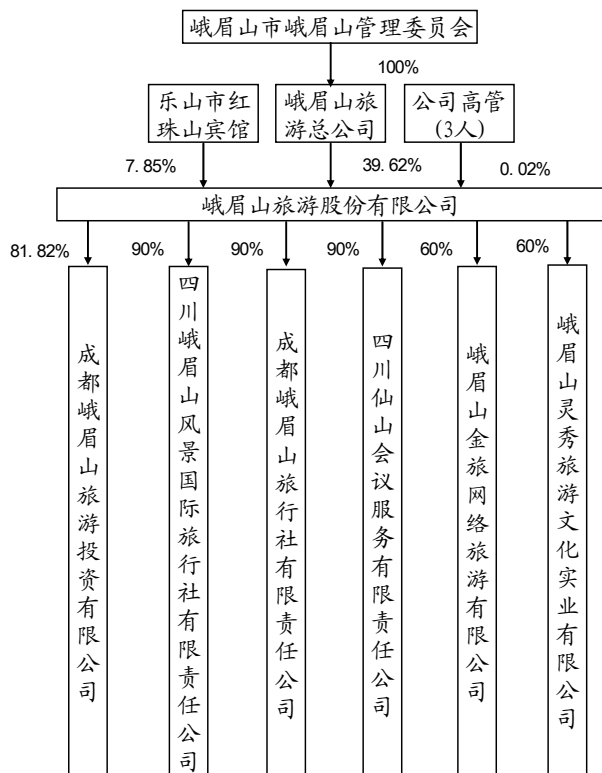 峨眉山市峨眉山管理委员会
100%
乐山市红
珠山宾馆
峨眉山旅
游总公司
公司高管
(3人)
7.85%
39.62%
0.02%
峨眉山旅游股份有限公司
81.82%
90%
90%
90%
60%
60%
成都峨眉山旅游投资有限公司
四川峨眉山风景国际旅行社有限责任公司
成都峨眉山旅行社有限责任公司
四川仙山会议服务有限责任公司
峨眉山金旅网络旅游有限公司
峨眉山灵秀旅游文化实业有限公司